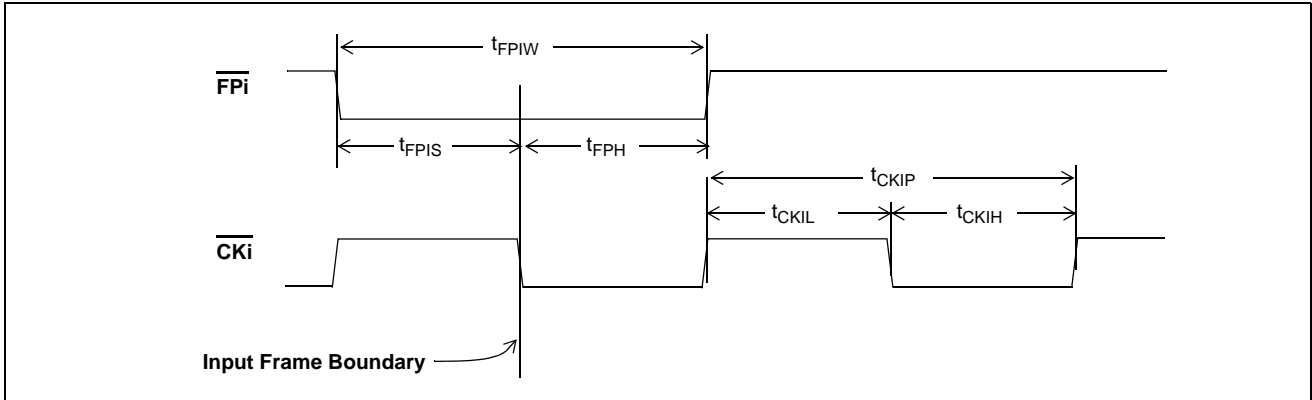 tFPIW
FPi
tFPIS
tFPH
tCKIP
tCKIL
tCKIH
CKi
Input Frame Boundary